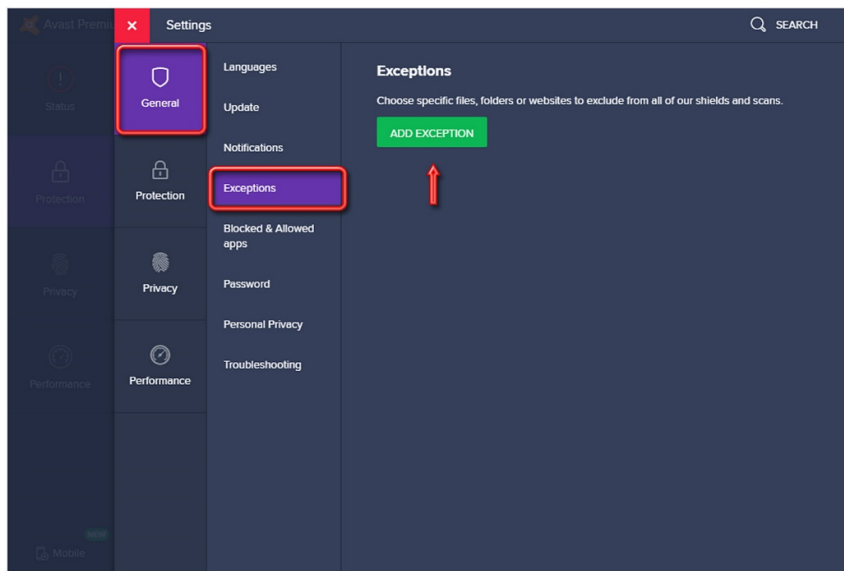 Avast Premiu
Settings
SEARCH
Status
Protection
Privacy
Performance
NEW
Mobile
General
Protection
Privacy
Performance
Languages
Update
Notifications
Exceptions
Blocked & Allowed
apps
Password
Personal Privacy
Troubleshooting
Exceptions
Choose specific files, folders or websites to exclude from all of our shields and scans.
ADD EXCEPTION